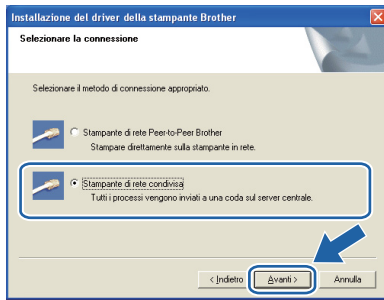 Installazione del driver della stampante Brother
Selezionare la connessione
Selezionare il metodo di connessione appropriato.
Stampante di rete Peer-to-Peer Brother
Stampare direttamente sulla stampante in rete.
Stampante di rete condivisa
Tutti i processi vengono inviati a una coda sul server centrale.
< Indietro Avanti > Annulla